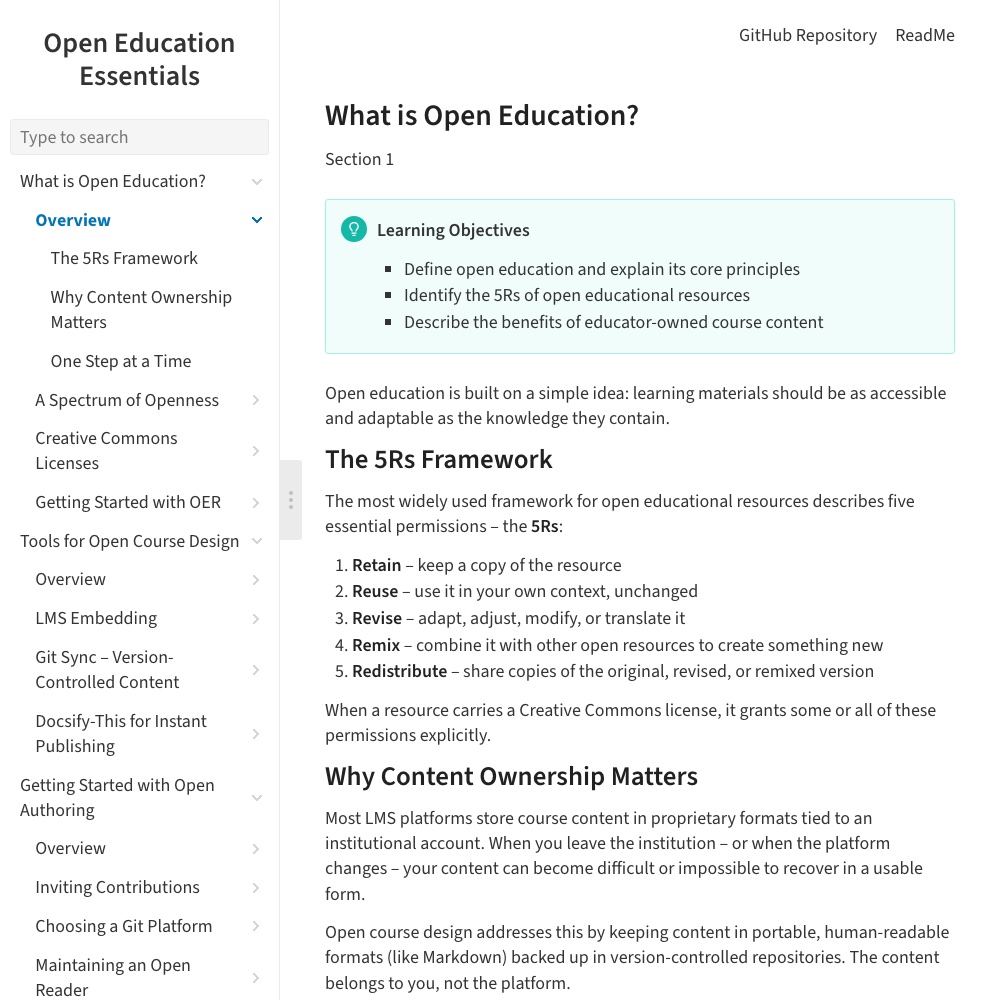 Open Education
Essentials
Type to search
What is Open Education?
Overview
The 5Rs Framework
Why Content Ownership
Matters
One Step at a Time
A Spectrum of Openness
Creative Commons
Licenses
Getting Started with OER
Tools for Open Course Design
Overview
LMS Embedding
Git Sync – Version-
Controlled Content
Docsify-This for Instant
Publishing
Getting Started with Open
Authoring
Overview
Inviting Contributions
Choosing a Git Platform
Maintaining an Open
Reader
GitHub Repository ReadMe
What is Open Education?
Section 1
Learning Objectives
▪ Define open education and explain its core principles
▪ Identify the 5Rs of open educational resources
▪ Describe the benefits of educator-owned course content
Open education is built on a simple idea: learning materials should be as accessible
and adaptable as the knowledge they contain.
The 5Rs Framework
The most widely used framework for open educational resources describes five
essential permissions – the 5Rs:
1. Retain – keep a copy of the resource
2. Reuse – use it in your own context, unchanged
3. Revise – adapt, adjust, modify, or translate it
4. Remix – combine it with other open resources to create something new
5. Redistribute – share copies of the original, revised, or remixed version
When a resource carries a Creative Commons license, it grants some or all of these
permissions explicitly.
Why Content Ownership Matters
Most LMS platforms store course content in proprietary formats tied to an
institutional account. When you leave the institution – or when the platform
changes – your content can become difficult or impossible to recover in a usable
form.
Open course design addresses this by keeping content in portable, human-readable
formats (like Markdown) backed up in version-controlled repositories. The content
belongs to you, not the platform.